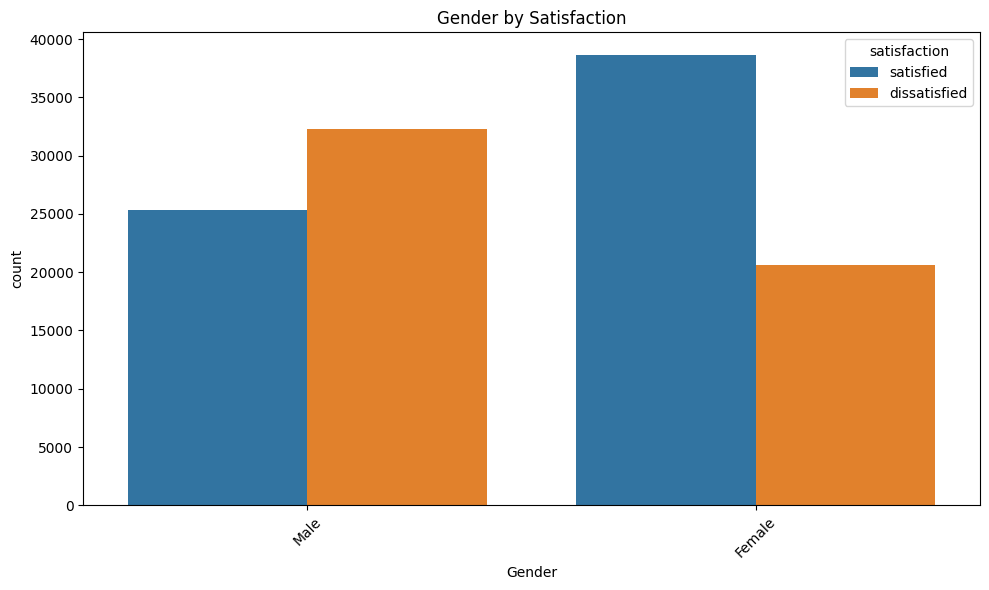 Gender by Satisfaction
satisfaction
satisfied
dissatisfied
count
40000
35000
30000
25000
20000
15000
10000
5000
0
Male
Female
Gender